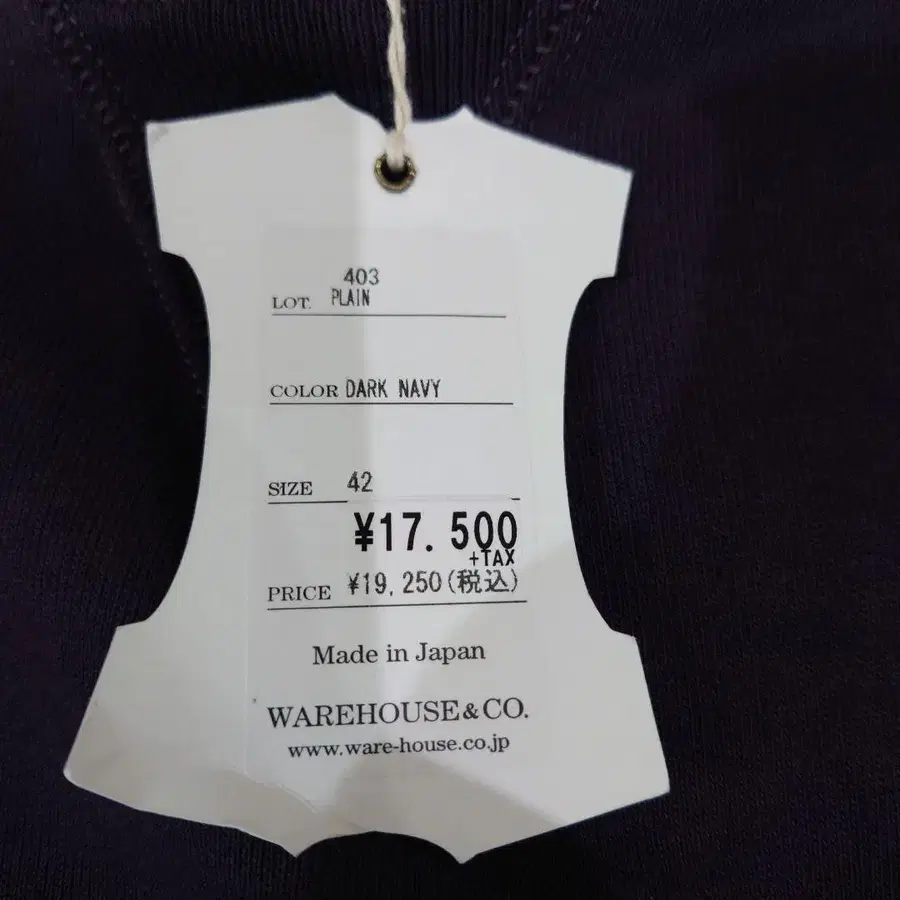 403
LOT. PLAIN
COLOR DARK NAVY
SIZE 42
¥17. 500
+TAX
PRICE ¥19, 250(税込)
Made in Japan
WAREHOUSE & CO.
www.ware-house.co.jp